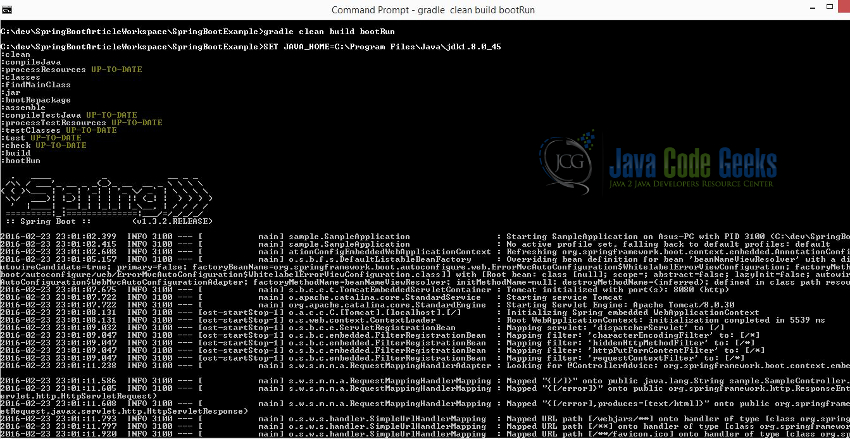 Command Prompt - gradle  clean build bootRun
C:\dev\SpringBootArticleWorkspace\SpringBootExample>gradle clean build bootRun
C:\dev\SpringBootArticleWorkspace\SpringBootExample>SET JAVA_HOME=C:\Program Files\Java\jdk1.8.0_45
:clean
:compileJava
:processResources UP-TO-DATE
:classes
:findMainClass
:jar
:bootRepackage
:assemble
:compileTestJava UP-TO-DATE
:processTestResources UP-TO-DATE
:testClasses UP-TO-DATE
:test UP-TO-DATE
:check UP-TO-DATE
:build
:bootRun
JCG
Java Code Geeks
Java 2 Java Developers Resource Center
Spring
:: Spring Boot ::        (v1.3.2.RELEASE)
2016-02-23 23:01:02.399  INFO 3100 --- [           main] sample.SampleApplication                 : Starting SampleApplication on Asus-PC with PID 3100 (C:\dev\SpringBo
2016-02-23 23:01:02.415  INFO 3100 --- [           main] sample.SampleApplication                 : No active profile set, falling back to default profiles: default
2016-02-23 23:01:02.608  INFO 3100 --- [           main] ationConfigEmbeddedWebApplicationContext : Refreshing org.springframework.boot.context.embedded.AnnotationConfi
2016-02-23 23:01:05.157  INFO 3100 --- [           main] o.s.b.f.s.DefaultListableBeanFactory     : Overriding bean definition for bean 'beanNameViewResolver' with a di
utowireCandidate=true; primary=false; factoryBeanName=org.springframework.boot.autoconfigure.web.ErrorMvcAutoConfiguration$WhitelabelErrorViewConfiguration; factoryMeth
boot/autoconfigure/web/ErrorMvcAutoConfiguration$WhitelabelErrorViewConfiguration.class]] with [Root bean: class [null]; scope=; abstract=false; lazyInit=false; autowir
AutoConfiguration$WebMvcAutoConfigurationAdapter; factoryMethodName=beanNameViewResolver; initMethodName=null; destroyMethodName=(inferred); defined in class path resou
2016-02-23 23:01:07.675  INFO 3100 --- [           main] s.b.c.e.t.TomcatEmbeddedServletContainer : Tomcat initialized with port(s): 8080 (http)
2016-02-23 23:01:07.722  INFO 3100 --- [           main] o.apache.catalina.core.StandardService   : Starting service Tomcat
2016-02-23 23:01:07.722  INFO 3100 --- [           main] org.apache.catalina.core.StandardEngine  : Starting Servlet Engine: Apache Tomcat/8.0.30
2016-02-23 23:01:08.131  INFO 3100 --- [ost-startStop-1] o.a.c.c.C.[Tomcat].[localhost].[/]       : Initializing Spring embedded WebApplicationContext
2016-02-23 23:01:08.131  INFO 3100 --- [ost-startStop-1] o.s.web.context.ContextLoader            : Root WebApplicationContext: initialization completed in 5539 ms
2016-02-23 23:01:09.032  INFO 3100 --- [ost-startStop-1] o.s.b.c.e.ServletRegistrationBean        : Mapping servlet: 'dispatcherServlet' to [/]
2016-02-23 23:01:09.047  INFO 3100 --- [ost-startStop-1] o.s.b.c.embedded.FilterRegistrationBean  : Mapping filter: 'characterEncodingFilter' to: [/*]
2016-02-23 23:01:09.047  INFO 3100 --- [ost-startStop-1] o.s.b.c.embedded.FilterRegistrationBean  : Mapping filter: 'hiddenHttpMethodFilter' to: [/*]
2016-02-23 23:01:09.047  INFO 3100 --- [ost-startStop-1] o.s.b.c.embedded.FilterRegistrationBean  : Mapping filter: 'httpPutFormContentFilter' to: [/*]
2016-02-23 23:01:09.047  INFO 3100 --- [ost-startStop-1] o.s.b.c.embedded.FilterRegistrationBean  : Mapping filter: 'requestContextFilter' to: [/*]
2016-02-23 23:01:11.238  INFO 3100 --- [           main] s.w.s.m.m.a.RequestMappingHandlerAdapter : Looking for @ControllerAdvice: org.springframework.boot.context.embe
2016-02-23 23:01:11.586  INFO 3100 --- [           main] s.w.s.m.m.a.RequestMappingHandlerMapping : Mapped "{[/]}" onto public java.lang.String sample.SampleController.
2016-02-23 23:01:11.605  INFO 3100 --- [           main] s.w.s.m.m.a.RequestMappingHandlerMapping : Mapped "{[/error]}" onto public org.springframework.http.ResponseEnt
servlet.http.HttpServletRequest)
2016-02-23 23:01:11.608  INFO 3100 --- [           main] s.w.s.m.m.a.RequestMappingHandlerMapping : Mapped "{[/error],produces=[text/html]}" onto public org.springframe
etRequest,javax.servlet.http.HttpServletResponse)
2016-02-23 23:01:11.793  INFO 3100 --- [           main] o.s.w.s.handler.SimpleUrlHandlerMapping  : Mapped URL path [/webjars/**] onto handler of type [class org.spring
2016-02-23 23:01:11.797  INFO 3100 --- [           main] o.s.w.s.handler.SimpleUrlHandlerMapping  : Mapped URL path [/**] onto handler of type [class org.springframewor
2016-02-23 23:01:11.920  INFO 3100 --- [           main] o.s.w.s.handler.SimpleUrlHandlerMapping  : Mapped URL path [/**/favicon.ico] onto handler of type [class org.sp